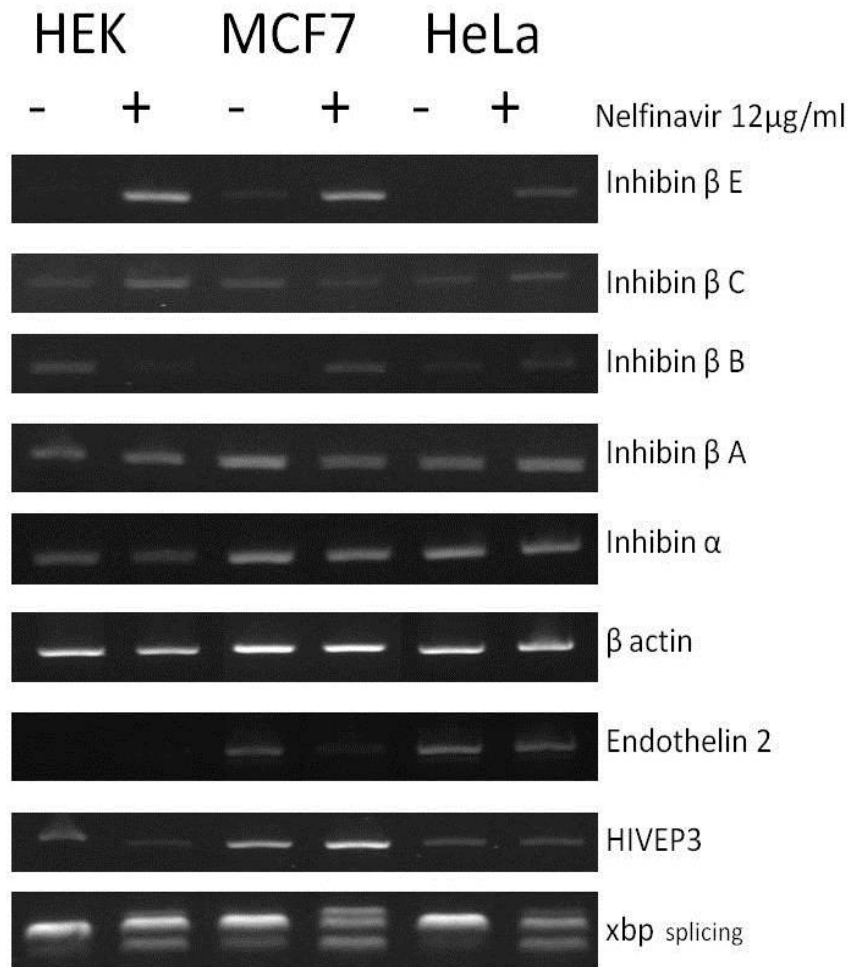 HEK MCF7 HeLa
- + - + - + Nelfinavir 12µg/ml
Inhibin β E
Inhibin β C
Inhibin β B
Inhibin β A
Inhibin α
β actin
Endothelin 2
HIVEP3
xbp splicing